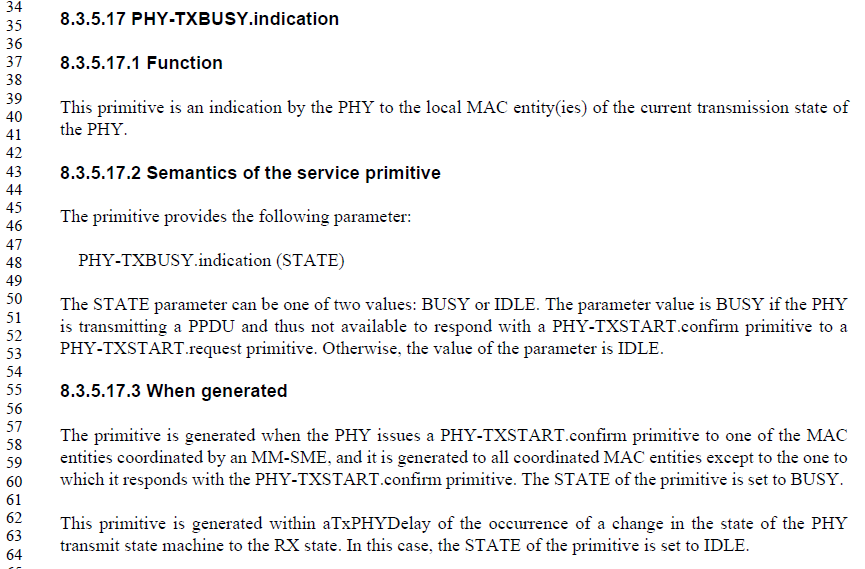 34
35 8.3.5.17 PHY-TXBUSY.indication
36
37 8.3.5.17.1 Function
38
39 This primitive is an indication by the PHY to the local MAC entity(ies) of the current transmission state of
40
41 the PHY.
42
43 8.3.5.17.2 Semantics of the service primitive
44
45 The primitive provides the following parameter:
46
47
48 PHY-TXBUSY.indication (STATE)
49
50 The STATE parameter can be one of two values: BUSY or IDLE. The parameter value is BUSY if the PHY
51 is transmitting a PPDU and thus not available to respond with a PHY-TXSTART.confirm primitive to a
52
53 PHY-TXSTART.request primitive. Otherwise, the value of the parameter is IDLE.
54
55 8.3.5.17.3 When generated
56
57 The primitive is generated when the PHY issues a PHY-TXSTART.confirm primitive to one of the MAC
58
59 entities coordinated by an MM-SME, and it is generated to all coordinated MAC entities except to the one to
60 which it responds with the PHY-TXSTART.confirm primitive. The STATE of the primitive is set to BUSY.
61
62 This primitive is generated within aTxPHYDelay of the occurrence of a change in the state of the PHY
63
64 transmit state machine to the RX state. In this case, the STATE of the primitive is set to IDLE.